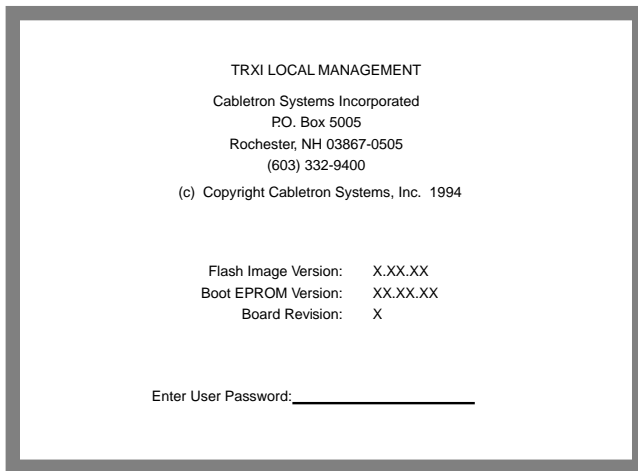 TRXI LOCAL MANAGEMENT
Cabletron Systems Incorporated
P.O. Box 5005
Rochester, NH 03867-0505
(603) 332-9400
(c) Copyright Cabletron Systems, Inc. 1994
Flash Image Version: X.XX.XX
Boot EPROM Version: XX.XX.XX
Board Revision: X
Enter User Password: